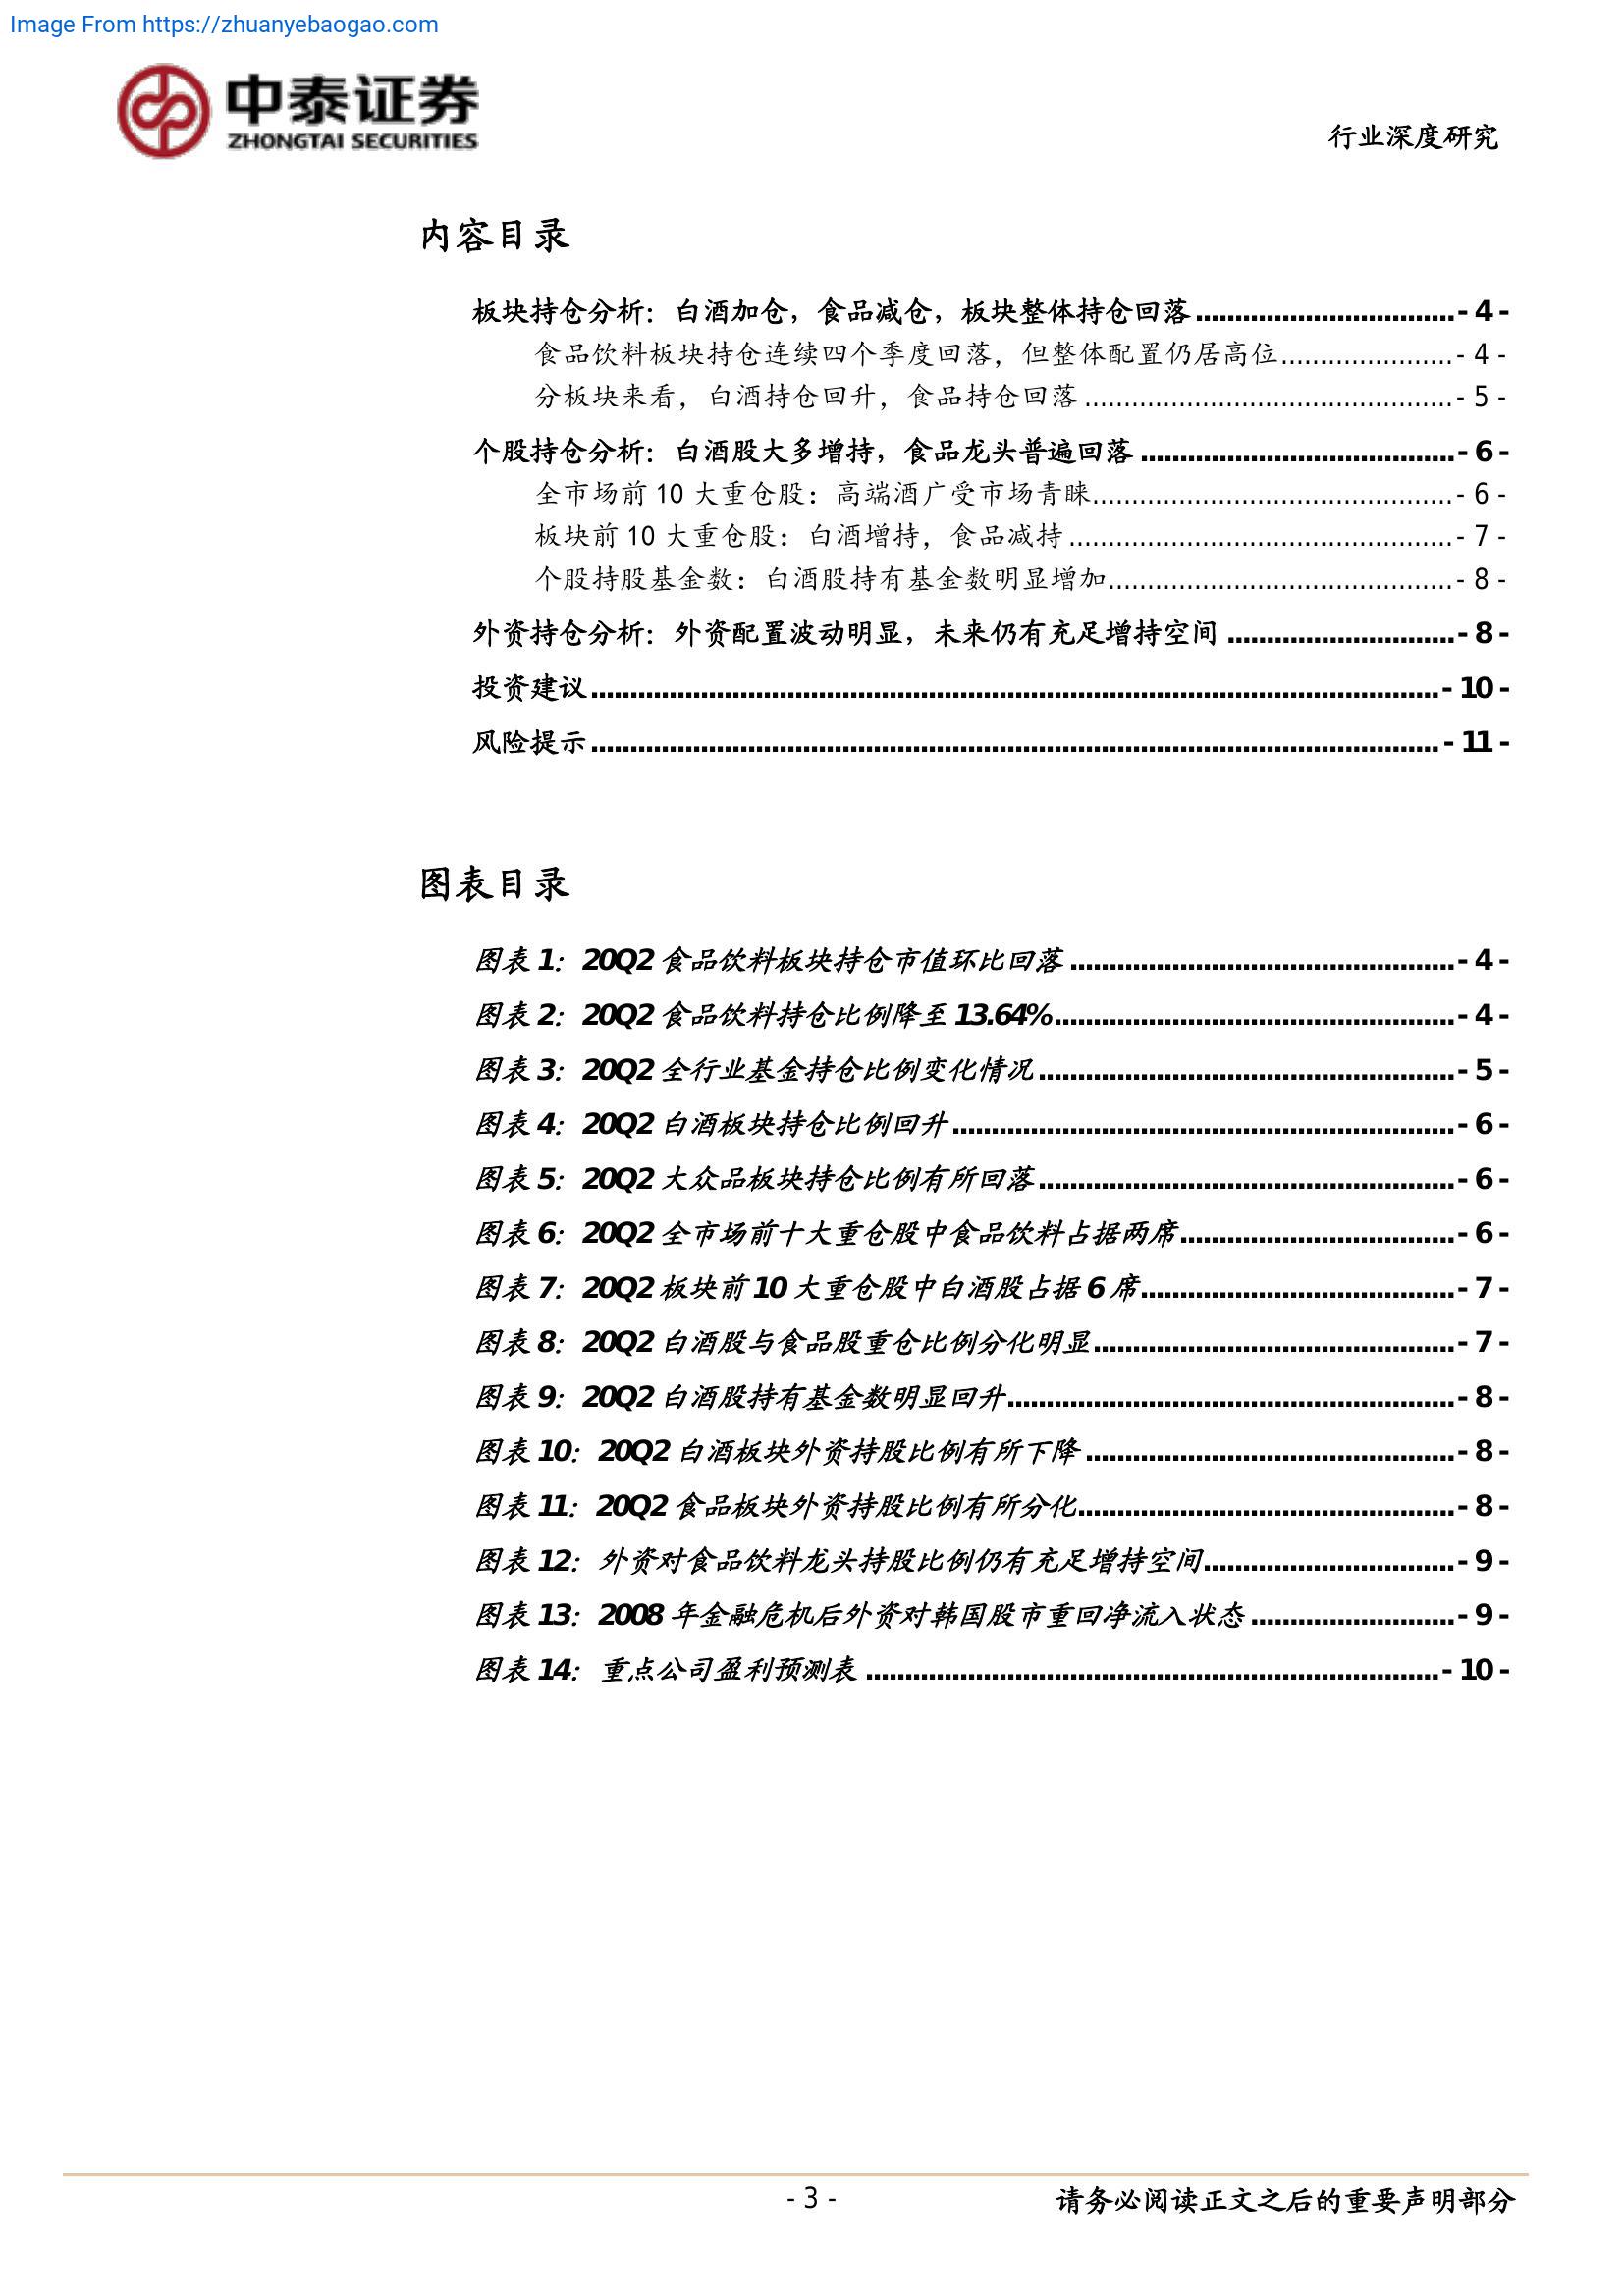 Image From https://zhuanyebaogao.com
中泰证券
ZHONGTAI SECURITIES
行业深度研究
内容目录
板块持仓分析：白酒加仓，食品减仓，板块整体持仓回落.................................- 4 -
食品饮料板块持仓连续四个季度回落，但整体配置仍居高位......................- 4 -
分板块来看，白酒持仓回升，食品持仓回落...............................................- 5 -
个股持仓分析：白酒股大多增持，食品龙头普遍回落........................................- 6 -
全市场前 10 大重仓股：高端酒广受市场青睐..............................................- 6 -
板块前 10 大重仓股：白酒增持，食品减持.................................................- 7 -
个股持股基金数：白酒股持有基金数明显增加............................................- 8 -
外资持仓分析：外资配置波动明显，未来仍有充足增持空间.............................- 8 -
投资建议............................................................................................................- 10 -
风险提示............................................................................................................- 11 -
图表目录
图表 1：20Q2 食品饮料板块持仓市值环比回落.................................................- 4 -
图表 2：20Q2 食品饮料持仓比例降至 13.64%...................................................- 4 -
图表 3：20Q2 全行业基金持仓比例变化情况.....................................................- 5 -
图表 4：20Q2 白酒板块持仓比例回升................................................................- 6 -
图表 5：20Q2 大众品板块持仓比例有所回落.....................................................- 6 -
图表 6：20Q2 全市场前十大重仓股中食品饮料占据两席...................................- 6 -
图表 7：20Q2 板块前 10 大重仓股中白酒股占据 6 席........................................- 7 -
图表 8：20Q2 白酒股与食品股重仓比例分化明显..............................................- 7 -
图表 9：20Q2 白酒股持有基金数明显回升.........................................................- 8 -
图表 10：20Q2 白酒板块外资持股比例有所下降...............................................- 8 -
图表 11：20Q2 食品板块外资持股比例有所分化................................................- 8 -
图表 12：外资对食品饮料龙头持股比例仍有充足增持空间................................- 9 -
图表 13：2008 年金融危机后外资对韩国股市重回净流入状态..........................- 9 -
图表 14：重点公司盈利预测表.........................................................................- 10 -
- 3 -
请务必阅读正文之后的重要声明部分